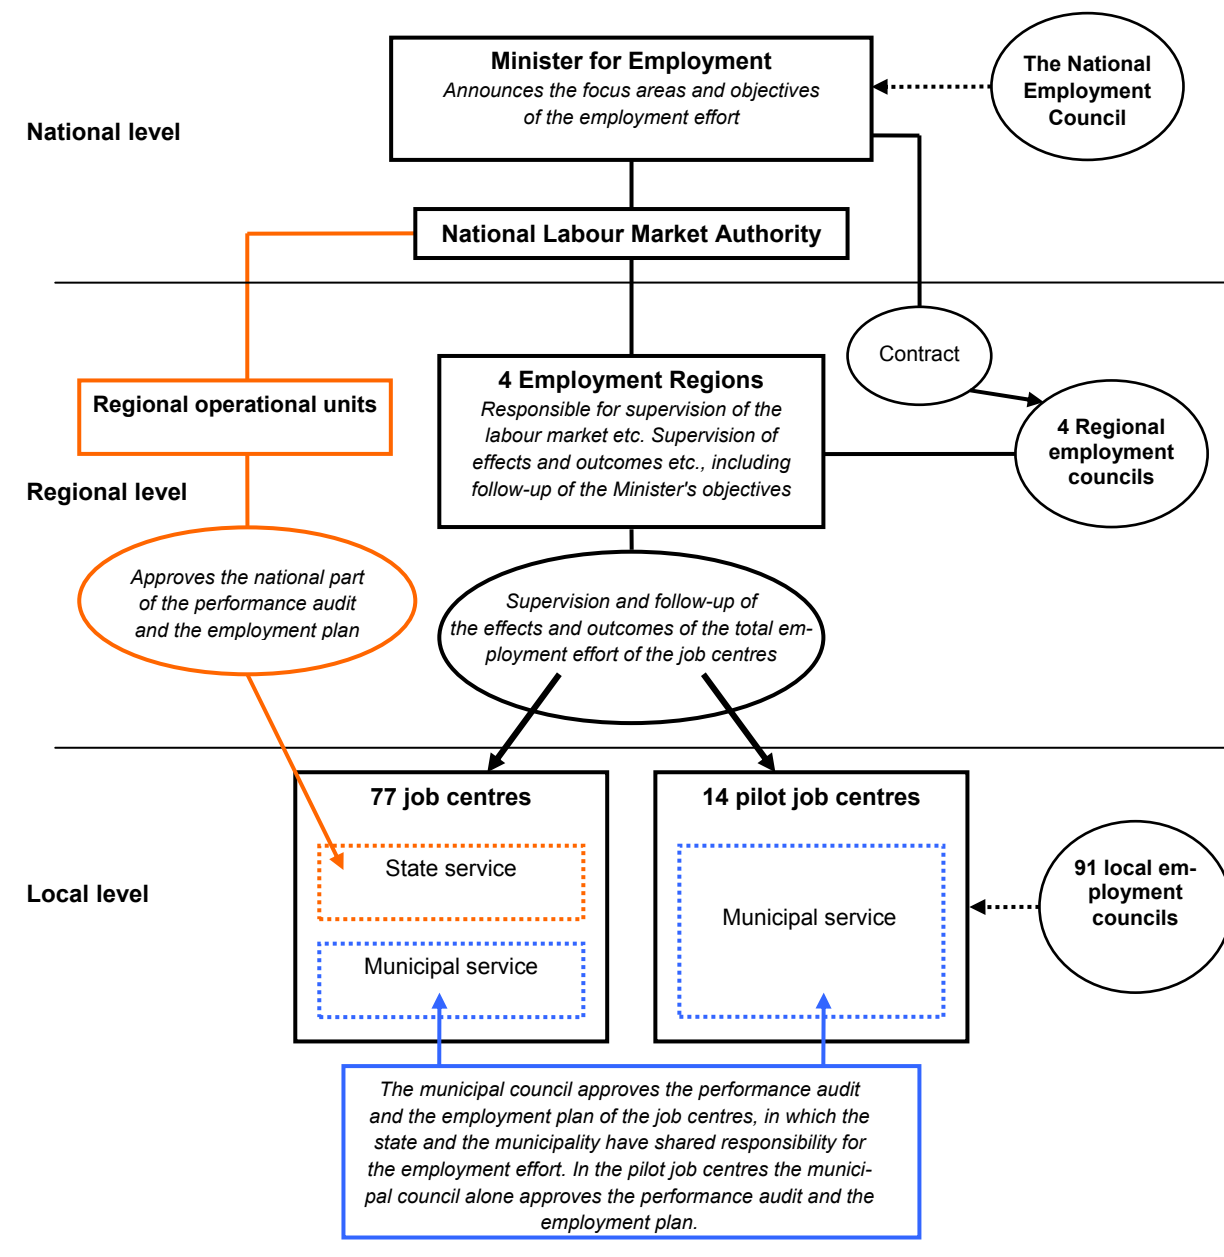 Minister for Employment
Announces the focus areas and objectives
of the employment effort
The National
Employment
Council
National level
National Labour Market Authority
Contract
4 Employment Regions
Responsible for supervision of the
labour market etc. Supervision of
effects and outcomes etc., including
follow-up of the Minister's objectives
Regional operational units
4 Regional
employment
councils
Regional level
Approves the national part
of the performance audit
and the employment plan
Supervision and follow-up of
the effects and outcomes of the total em-
ployment effort of the job centres
77 job centres
State service
Municipal service
14 pilot job centres
Municipal service
91 local em-
ployment
councils
Local level
The municipal council approves the performance audit
and the employment plan of the job centres, in which the
state and the municipality have shared responsibility for
the employment effort. In the pilot job centres the munici-
pal council alone approves the performance audit and the
employment plan.